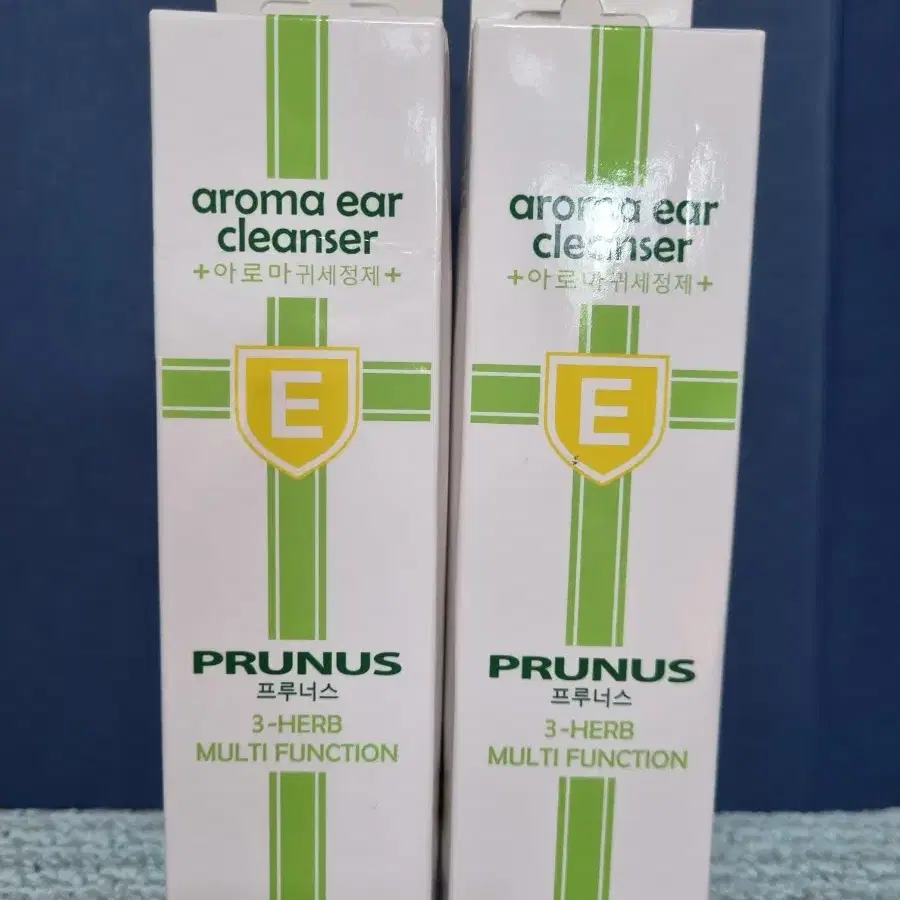 aroma ear
cleanser
+아로마귀세정제+
E
PRUNUS
프루너스
3-HERB
MULTI FUNCTION
aroma ear
cleanser
+아로마귀세정제+
E
PRUNUS
프루너스
3-HERB
MULTI FUNCTION